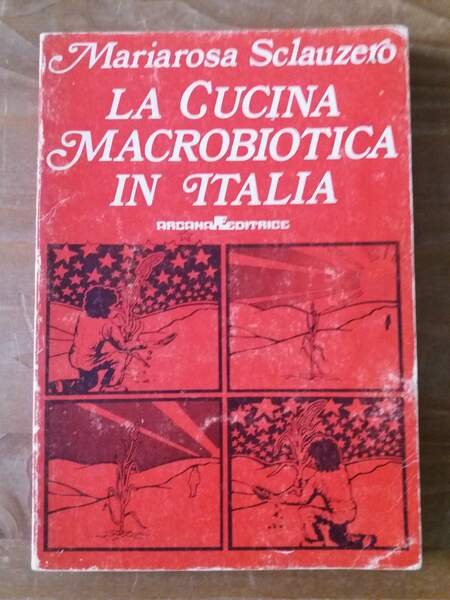 Mariarosa Sclauzero
LA CUCINA
MACROBIOTICA
IN ITALIA
ARCANA EDITRICE